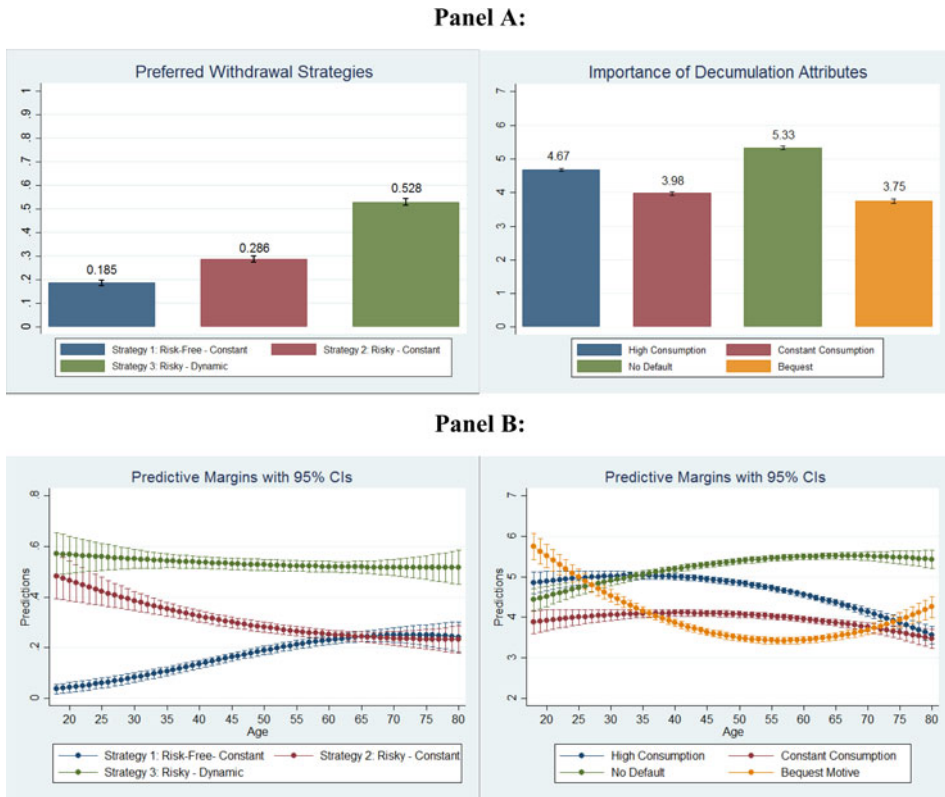 Panel A:
Preferred Withdrawal Strategies
1
.9
.8
.7
.6
.5
.4
.3
.2
.1
0
0.185
0.286
0.528
Strategy 1: Risk-Free - Constant
Strategy 2: Risky - Constant
Strategy 3: Risky - Dynamic
Importance of Decumulation Attributes
7
6
5
4
3
2
1
0
4.67
3.98
5.33
3.75
High Consumption
Constant Consumption
No Default
Bequest
Panel B:
Predictive Margins with 95% CIs
Predictions
.8
.6
.4
.2
0
20 25 30 35 40 45 50 55 60 65 70 75 80
Age
Strategy 1: Risk-Free- Constant
Strategy 2: Risky - Constant
Strategy 3: Risky - Dynamic
Predictive Margins with 95% CIs
Predictions
7
6
5
4
3
2
20 25 30 35 40 45 50 55 60 65 70 75 80
Age
High Consumption
Constant Consumption
No Default
Bequest Motive